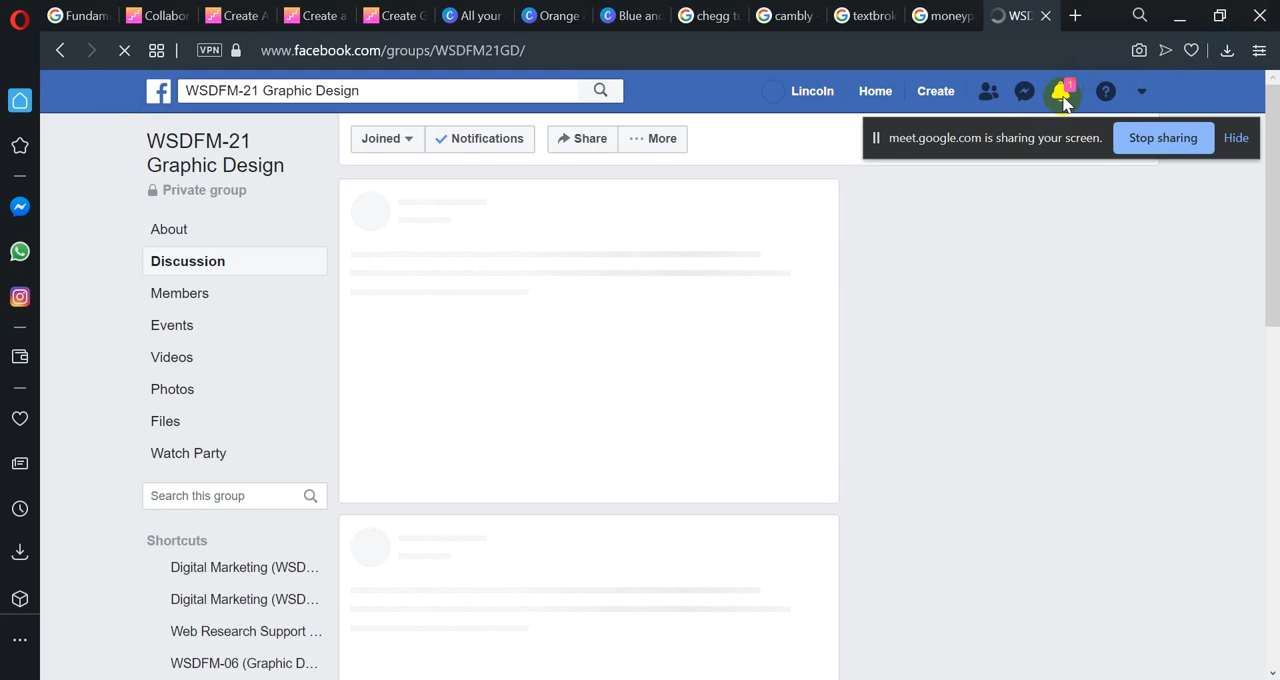 Fundam
Collabor
Create A
Create a
Create G
All your
Orange
Blue and
chegg tu
cambly
textbrok
moneyp
WSD
VPN
www.facebook.com/groups/WSDFM21GD/
WSDFM-21 Graphic Design
Lincoln
Home
Create
1
WSDFM-21
Graphic Design
Private group
Joined
Notifications
Share
More
meet.google.com is sharing your screen.
Stop sharing
Hide
About
Discussion
Members
Events
Videos
Photos
Files
Watch Party
Search this group
Shortcuts
Digital Marketing (WSD...
Digital Marketing (WSD...
Web Research Support ...
WSDFM-06 (Graphic D...